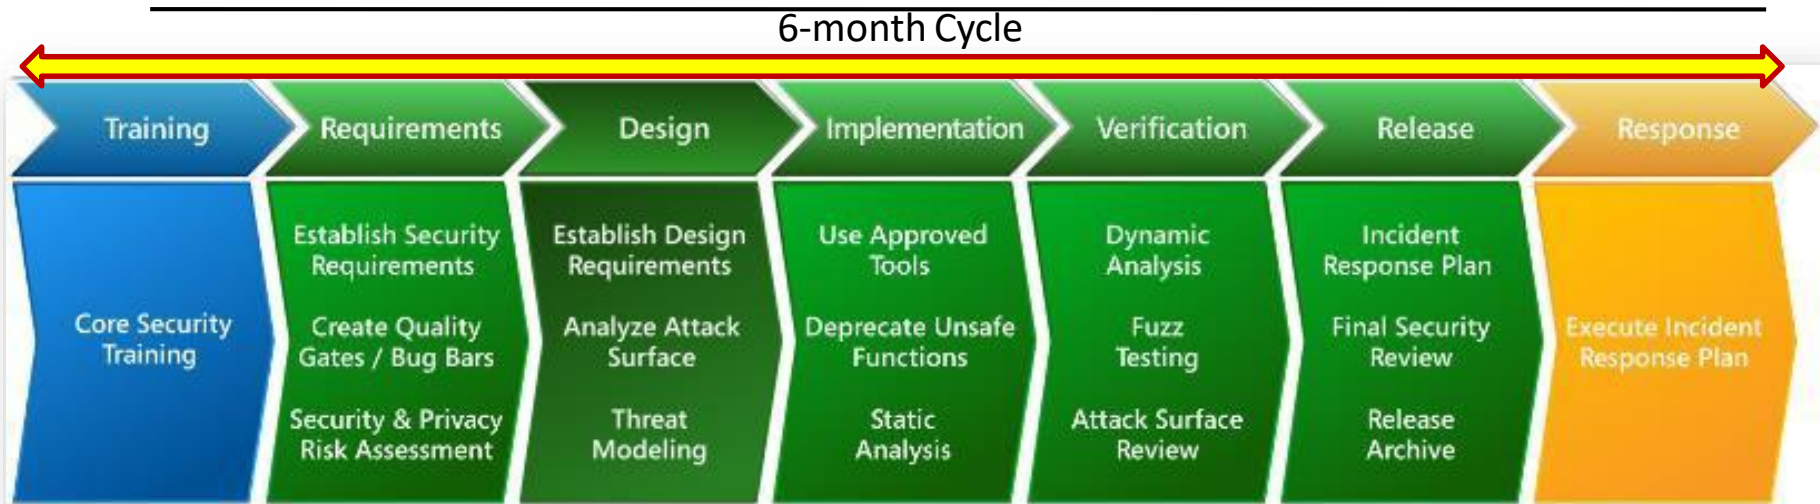 6-month Cycle
Training
Requirements
Design
Implementation
Verification
Release
Response
Core Security
Training
Establish Security
Requirements
Create Quality
Gates / Bug Bars
Security & Privacy
Risk Assessment
Establish Design
Requirements
Analyze Attack
Surface
Threat
Modeling
Use Approved
Tools
Deprecate Unsafe
Functions
Static
Analysis
Dynamic
Analysis
Fuzz
Testing
Attack Surface
Review
Incident
Response Plan
Final Security
Review
Release
Archive
Execute Incident
Response Plan